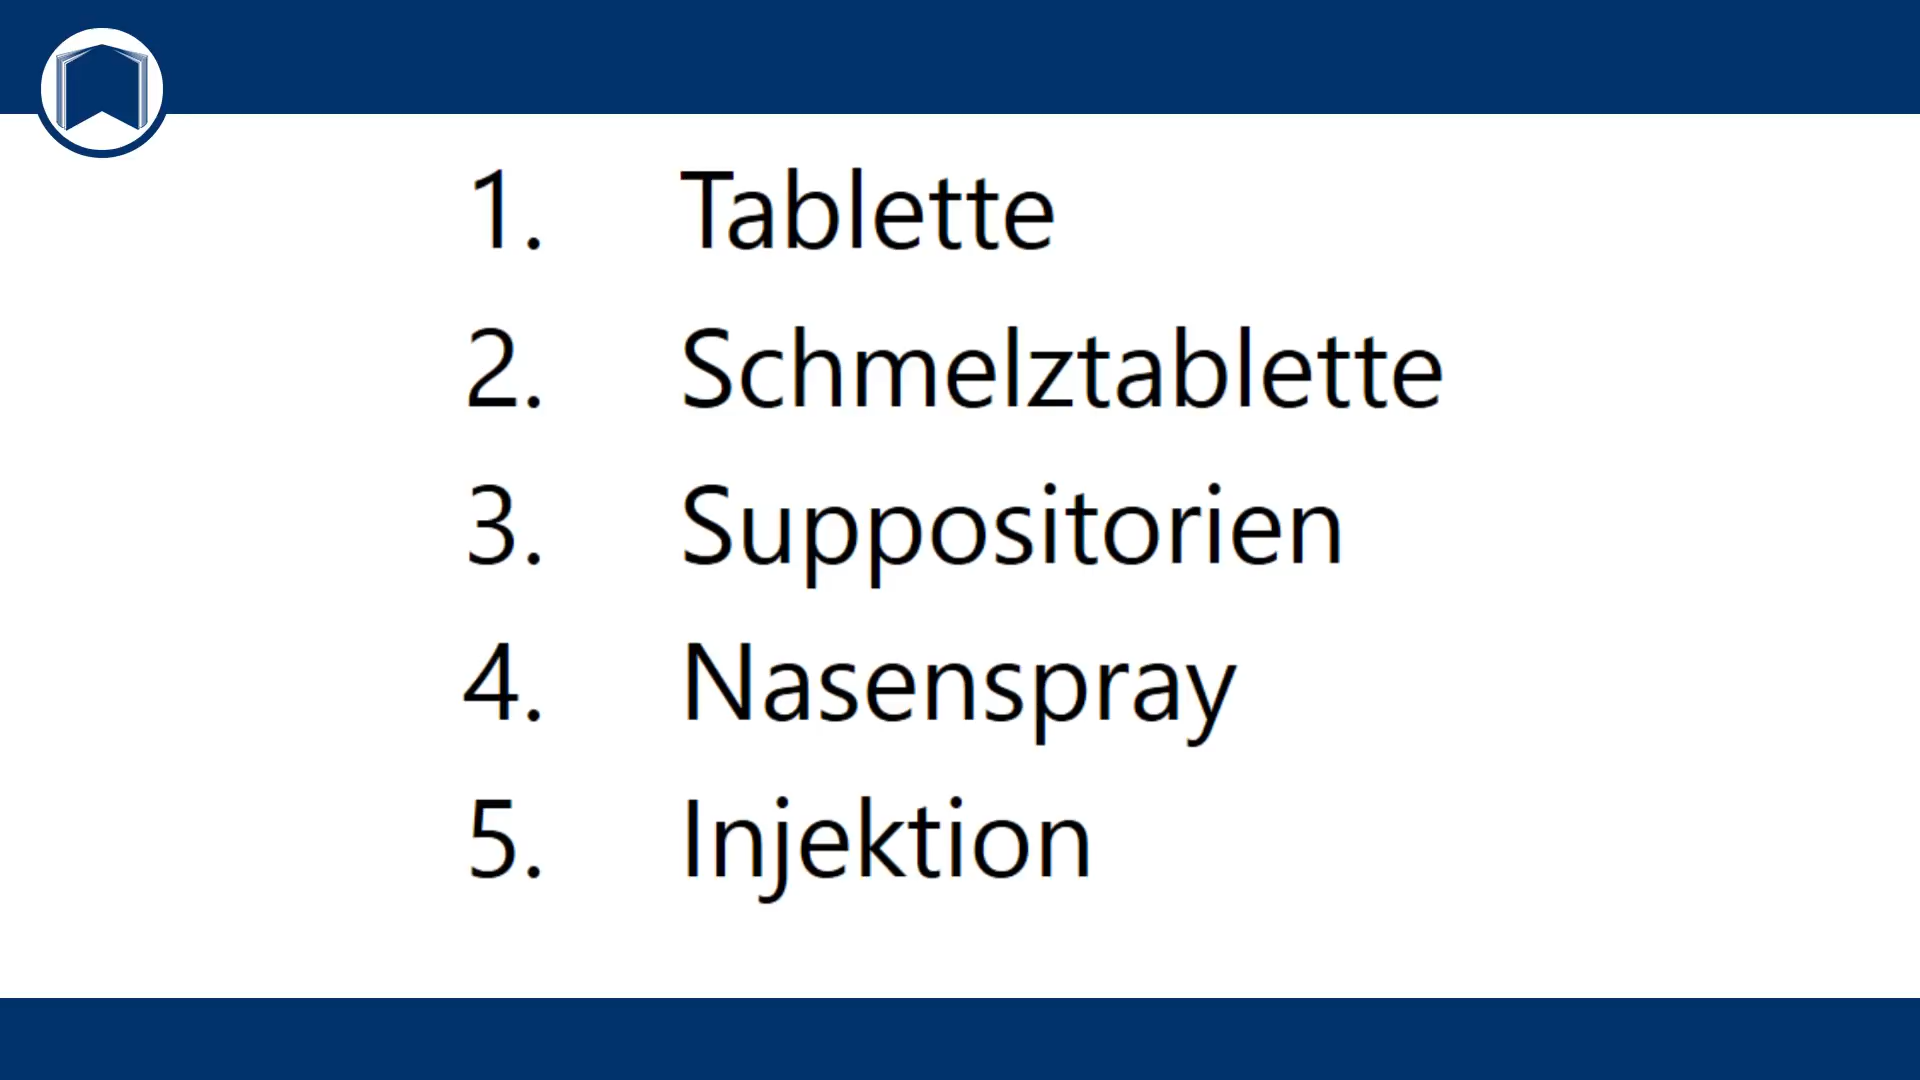 1. Tablette
2. Schmelztablette
3. Suppositorien
4. Nasenspray
5. Injektion